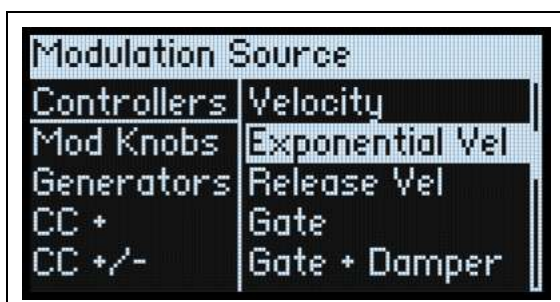 Modulation Source
Controllers Velocity
Mod Knobs Exponential Vel
Generators Release Vel
CC + Gate
CC +/- Gate + Damper